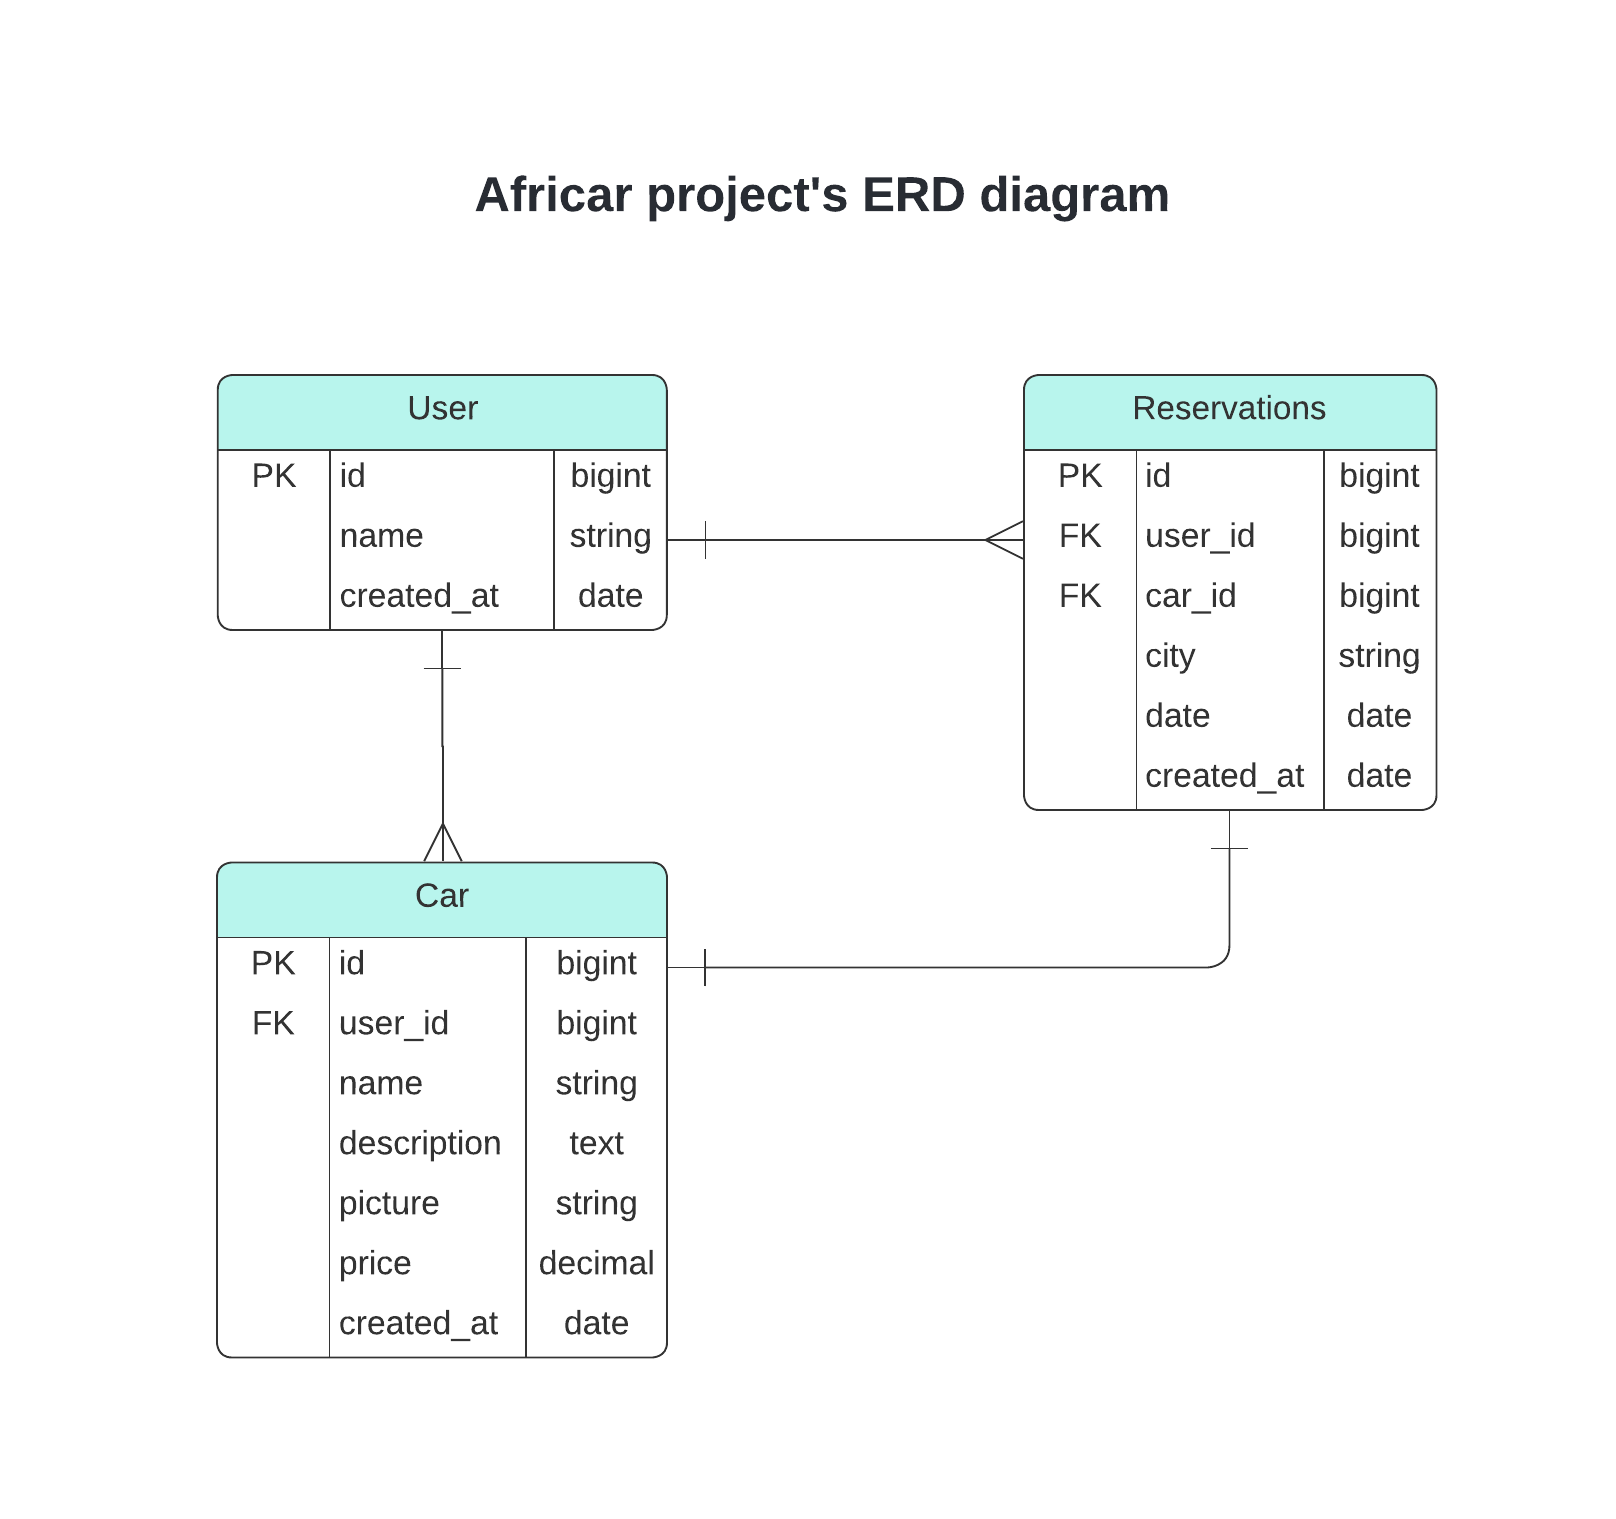 Africar project's ERD diagram
User
PK id bigint
name string
created_at date
Reservations
PK id bigint
FK user_id bigint
FK car_id bigint
city string
date date
created_at date
Car
PK id bigint
FK user_id bigint
name string
description text
picture string
price decimal
created_at date